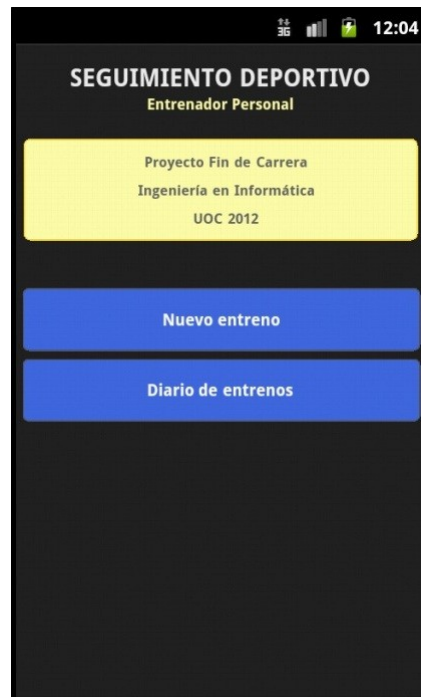 3G 12:04
SEGUIMIENTO DEPORTIVO
Entrenador Personal
Proyecto Fin de Carrera
Ingeniería en Informática
UOC 2012
Nuevo entreno
Diario de entrenos